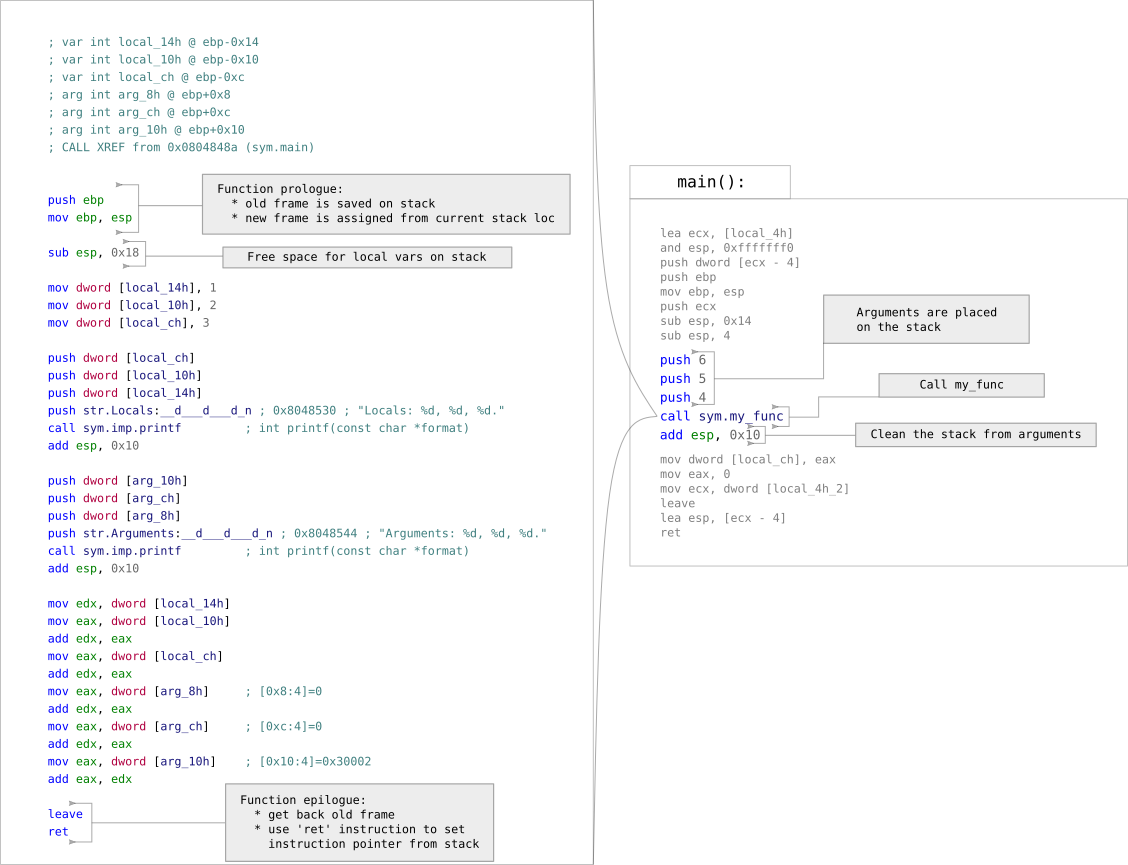 ; var int local_14h @ ebp-0x14
; var int local_10h @ ebp-0x10
; var int local_ch @ ebp-0xc
; arg int arg_8h @ ebp+0x8
; arg int arg_ch @ ebp+0xc
; arg int arg_10h @ ebp+0x10
; CALL XREF from 0x0804848a (sym.main)
push ebp
mov ebp, esp
Function prologue:
* old frame is saved on stack
* new frame is assigned from current stack loc
sub esp, 0x18
Free space for local vars on stack
mov dword [local_14h], 1
mov dword [local_10h], 2
mov dword [local_ch], 3
push dword [local_ch]
push dword [local_10h]
push dword [local_14h]
push str.Locals:__d___d___d_n ; 0x8048530 ; "Locals: %d, %d, %d."
call sym.imp.printf         ; int printf(const char *format)
add esp, 0x10
push dword [arg_10h]
push dword [arg_ch]
push dword [arg_8h]
push str.Arguments:__d___d___d_n ; 0x8048544 ; "Arguments: %d, %d, %d."
call sym.imp.printf         ; int printf(const char *format)
add esp, 0x10
mov edx, dword [local_14h]
mov eax, dword [local_10h]
add edx, eax
mov eax, dword [local_ch]
add edx, eax
mov eax, dword [arg_8h]     ; [0x8:4]=0
add edx, eax
mov eax, dword [arg_ch]     ; [0xc:4]=0
add edx, eax
mov eax, dword [arg_10h]    ; [0x10:4]=0x30002
add eax, edx
leave
ret
Function epilogue:
* get back old frame
* use 'ret' instruction to set
instruction pointer from stack
main():
lea ecx, [local_4h]
and esp, 0xfffffff0
push dword [ecx - 4]
push ebp
mov ebp, esp
push ecx
sub esp, 0x14
sub esp, 4
push 6
push 5
push 4
Arguments are placed
on the stack
call sym.my_func
Call my_func
add esp, 0x10
Clean the stack from arguments
mov dword [local_ch], eax
mov eax, 0
mov ecx, dword [local_4h_2]
leave
lea esp, [ecx - 4]
ret